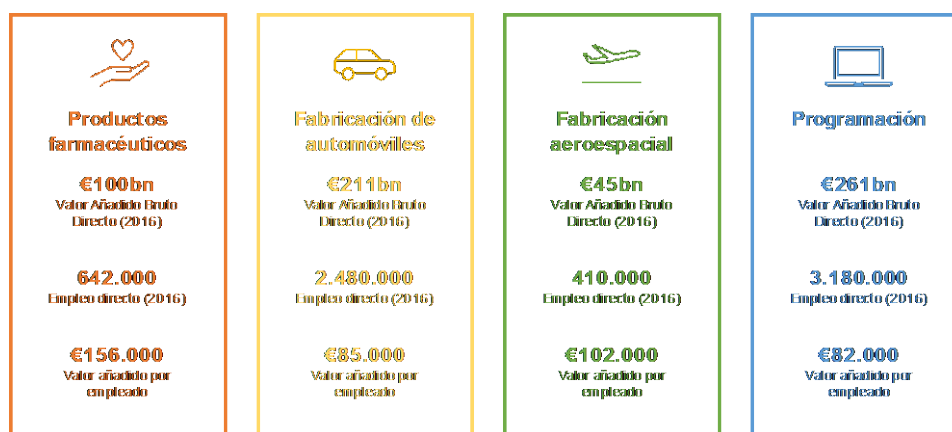 Productos
farmacéuticos
€100bn
Valor Añadido Bruto
Directo (2016)
642.000
Empleo directo (2016)
€156.000
Valor añadido por
empleado
Fabricación de
automóviles
€211bn
Valor Añadido Bruto
Directo (2016)
2.480.000
Empleo directo (2016)
€85.000
Valor añadido por
empleado
Fabricación
aeroespacial
€45bn
Valor Añadido Bruto
Directo (2016)
410.000
Empleo directo (2016)
€102.000
Valor añadido por
empleado
Programación
€261bn
Valor Añadido Bruto
Directo (2016)
3.180.000
Empleo directo (2016)
€82.000
Valor añadido por
empleado